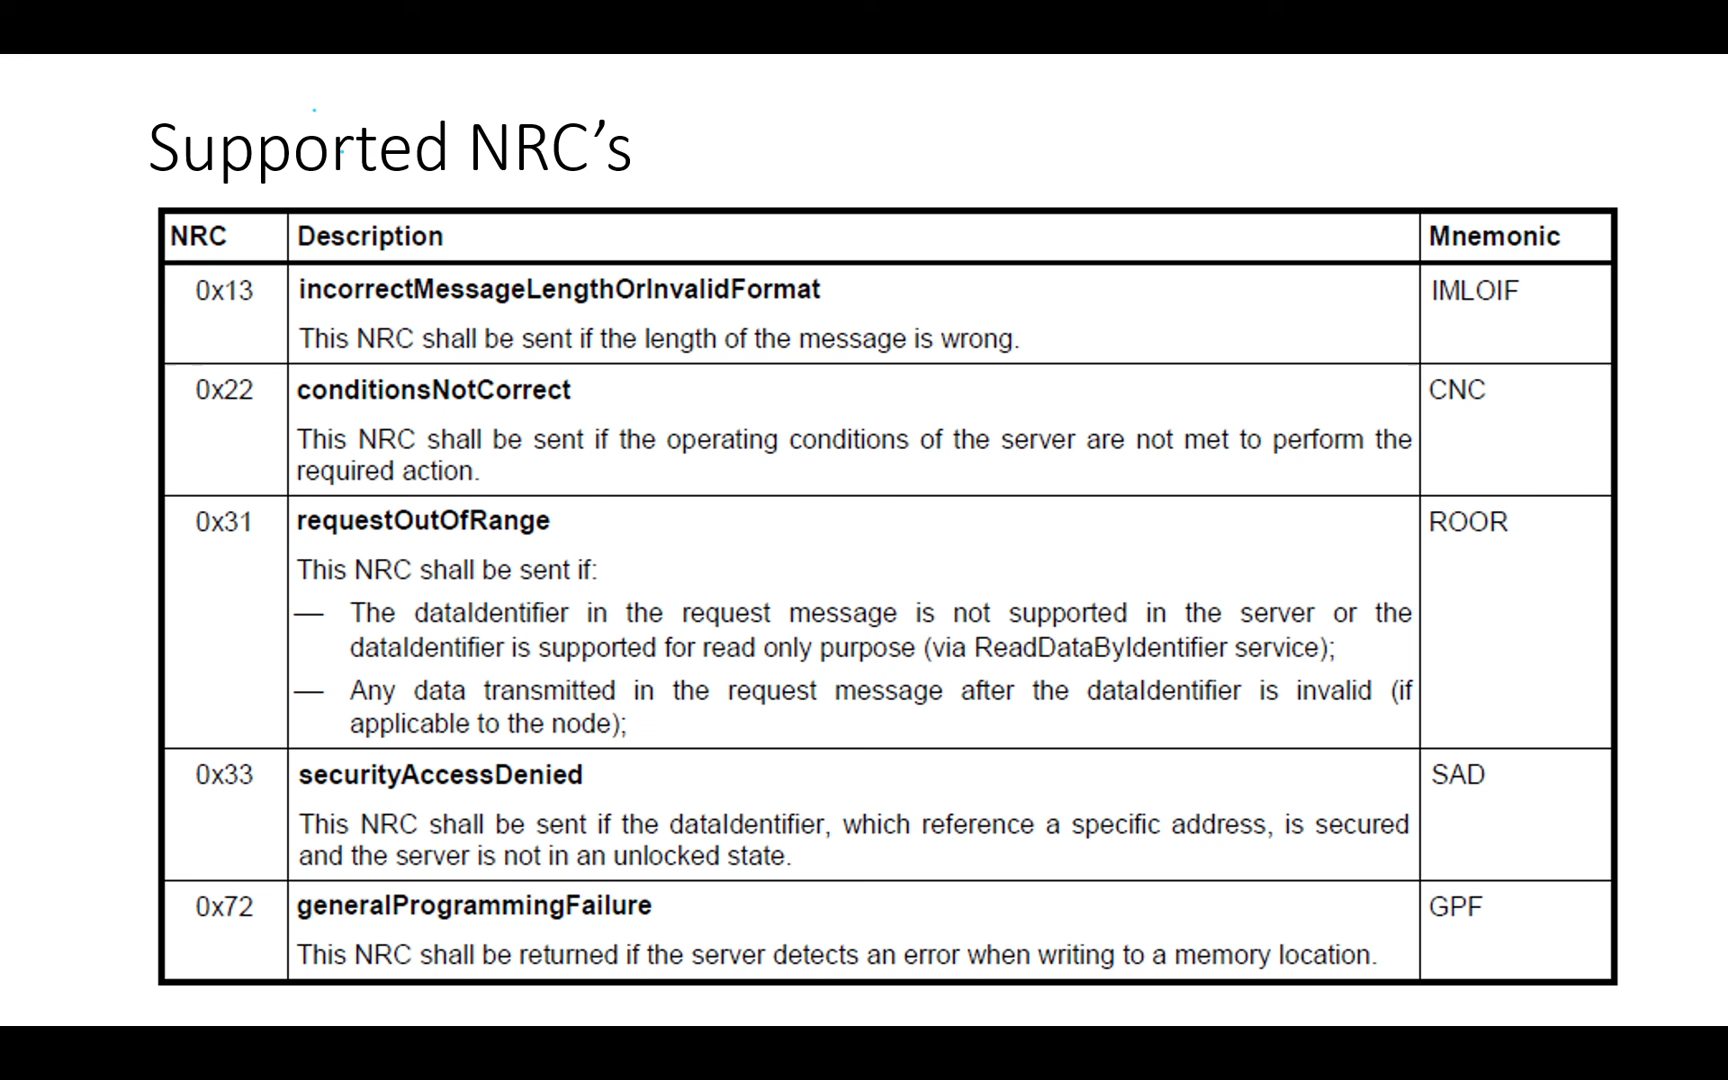 Supported NRC’s
NRC Description Mnemonic
0x13 incorrectMessageLengthOrInvalidFormat IMLOIF
This NRC shall be sent if the length of the message is wrong.
0x22 conditionsNotCorrect CNC
This NRC shall be sent if the operating conditions of the server are not met to perform the
required action.
0x31 requestOutOfRange ROOR
This NRC shall be sent if:
— The dataIdentifier in the request message is not supported in the server or the
dataIdentifier is supported for read only purpose (via ReadDataByIdentifier service);
— Any data transmitted in the request message after the dataIdentifier is invalid (if
applicable to the node);
0x33 securityAccessDenied SAD
This NRC shall be sent if the dataIdentifier, which reference a specific address, is secured
and the server is not in an unlocked state.
0x72 generalProgrammingFailure GPF
This NRC shall be returned if the server detects an error when writing to a memory location.